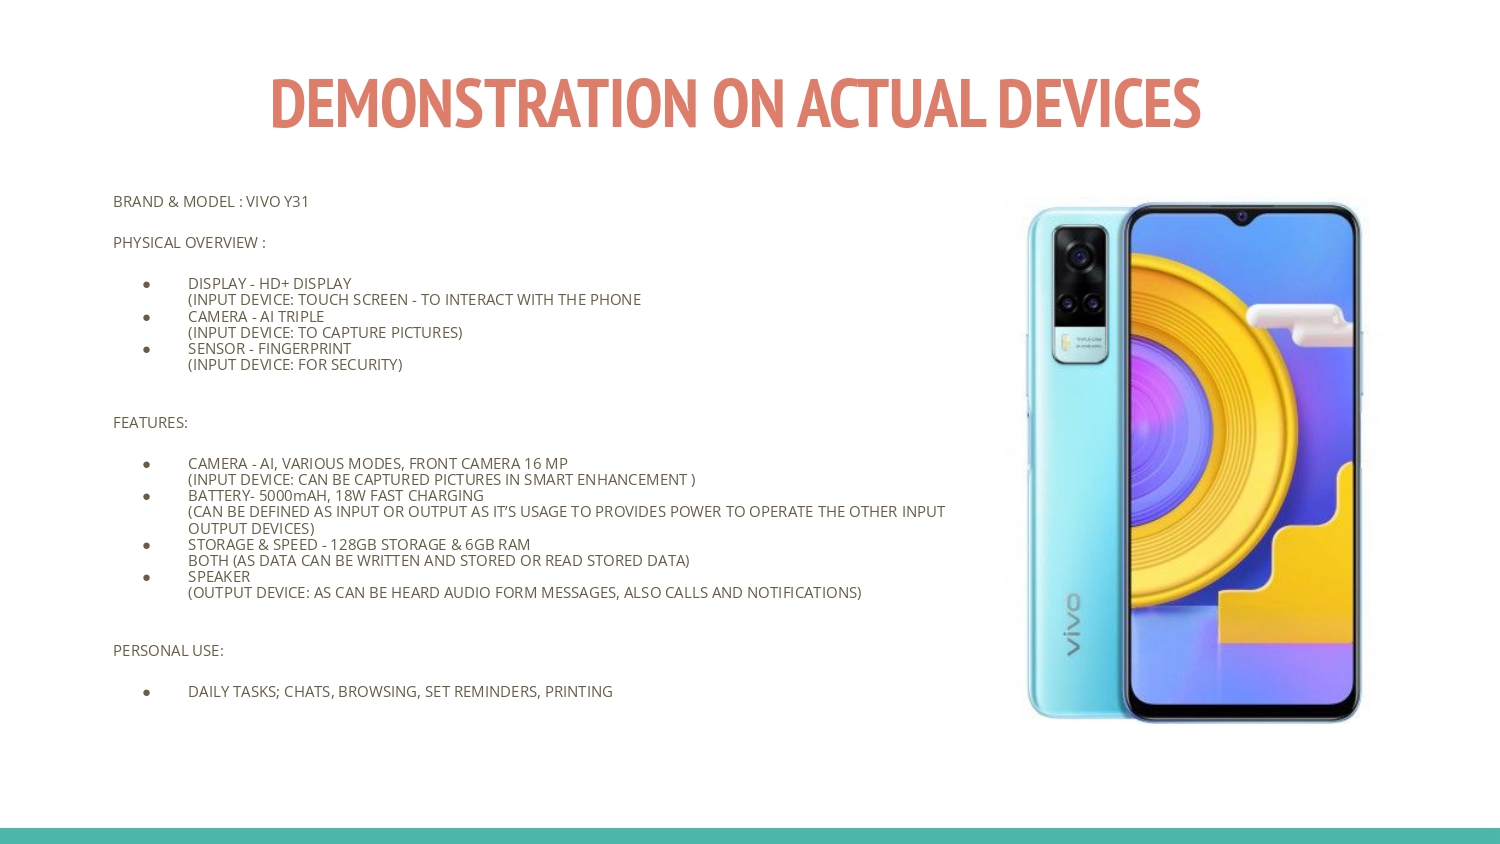 DEMONSTRATION ON ACTUAL DEVICES
BRAND & MODEL : VIVO Y31
PHYSICAL OVERVIEW :
● DISPLAY - HD+ DISPLAY
(INPUT DEVICE: TOUCH SCREEN - TO INTERACT WITH THE PHONE
● CAMERA - AI TRIPLE
(INPUT DEVICE: TO CAPTURE PICTURES)
● SENSOR - FINGERPRINT
(INPUT DEVICE: FOR SECURITY)
FEATURES:
● CAMERA - AI, VARIOUS MODES, FRONT CAMERA 16 MP
(INPUT DEVICE: CAN BE CAPTURED PICTURES IN SMART ENHANCEMENT )
● BATTERY- 5000mAH, 18W FAST CHARGING
(CAN BE DEFINED AS INPUT OR OUTPUT AS IT’S USAGE TO PROVIDES POWER TO OPERATE THE OTHER INPUT
OUTPUT DEVICES)
● STORAGE & SPEED - 128GB STORAGE & 6GB RAM
BOTH (AS DATA CAN BE WRITTEN AND STORED OR READ STORED DATA)
● SPEAKER
(OUTPUT DEVICE: AS CAN BE HEARD AUDIO FORM MESSAGES, ALSO CALLS AND NOTIFICATIONS)
PERSONAL USE:
● DAILY TASKS; CHATS, BROWSING, SET REMINDERS, PRINTING
vivo